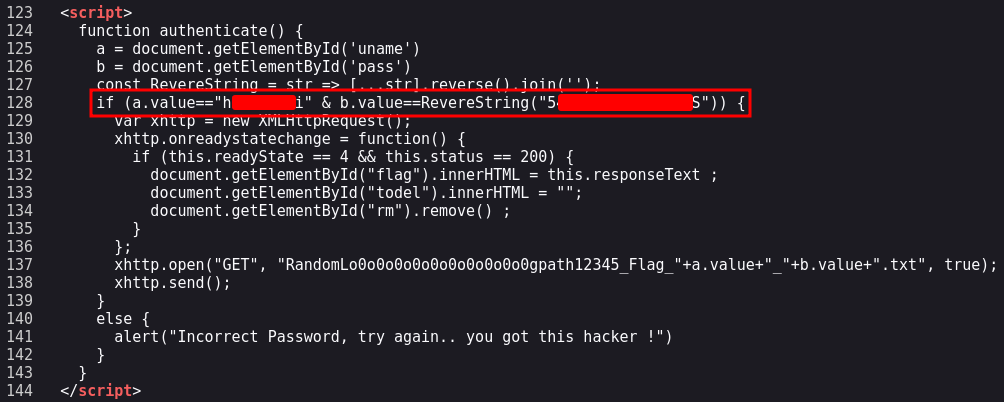 123 <script>
124 function authenticate() {
125 a = document.getElementById('uname')
126 b = document.getElementById('pass')
127 const RevereString = str => [...str].reverse().join('');
128 if (a.value=="h i" & b.value==RevereString("5 S")) {
129 var xhttp = new XMLHttpRequest();
130 xhttp.onreadystatechange = function() {
131 if (this.readyState == 4 && this.status == 200) {
132 document.getElementById("flag").innerHTML = this.responseText ;
133 document.getElementById("todel").innerHTML = "";
134 document.getElementById("rm").remove() ;
135 }
136 };
137 xhttp.open("GET", "RandomLo0o0o0o0o0o0o0o0o0o0gpath12345_Flag_"+a.value+"_"+b.value+".txt", true);
138 xhttp.send();
139 }
140 else {
141 alert("Incorrect Password, try again.. you got this hacker !")
142 }
143 }
144 </script>